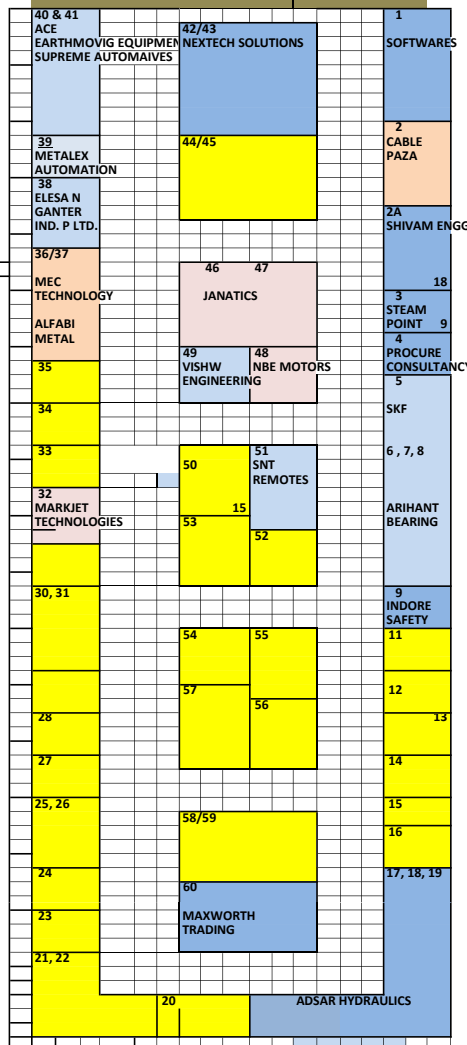 40 & 41
ACE
EARTHMOVIG EQUIPMEN
SUPREME AUTOMAIVES
39
METALEX
AUTOMATION
38
ELESA N
GANTER
IND. P LTD.
36/37
MEC
TECHNOLOGY
ALFABI
METAL
35
34
33
32
MARKJET
TECHNOLOGIES
30, 31
28
27
25, 26
24
23
21, 22
42/43
NEXTECH SOLUTIONS
44/45
46 47
JANATICS
49
VISHW
ENGINEERING
48
NBE MOTORS
50
15
51
SNT
REMOTES
53
52
54
55
57
56
58/59
60
MAXWORTH
TRADING
20
ADSAR HYDRAULICS
1
SOFTWARES
2
CABLE
PAZA
2A
SHIVAM ENGG
18
3
STEAM
POINT 9
4
PROCURE
CONSULTANCY
5
SKF
6 , 7, 8
ARIHANT
BEARING
9
INDORE
SAFETY
11
12
13
14
15
16
17, 18, 19